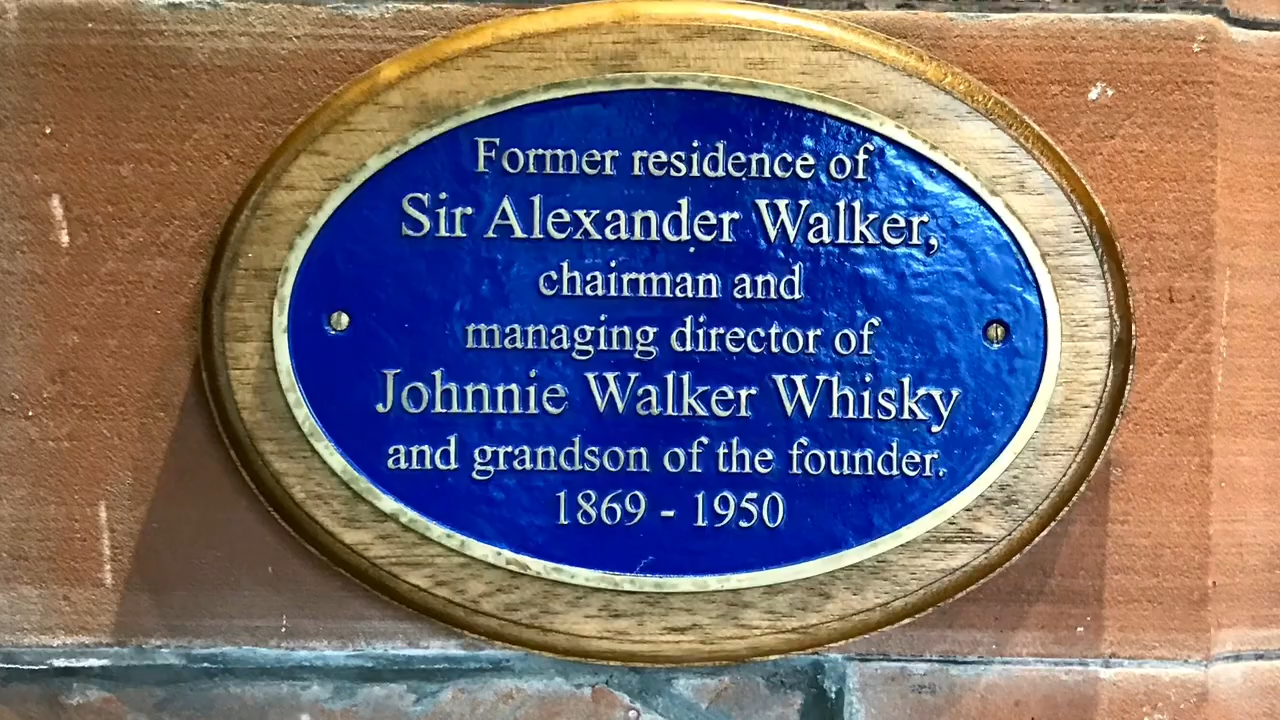 Former residence of
Sir Alexander Walker,
chairman and
managing director of
Johnnie Walker Whisky
and grandson of the founder.
1869 - 1950